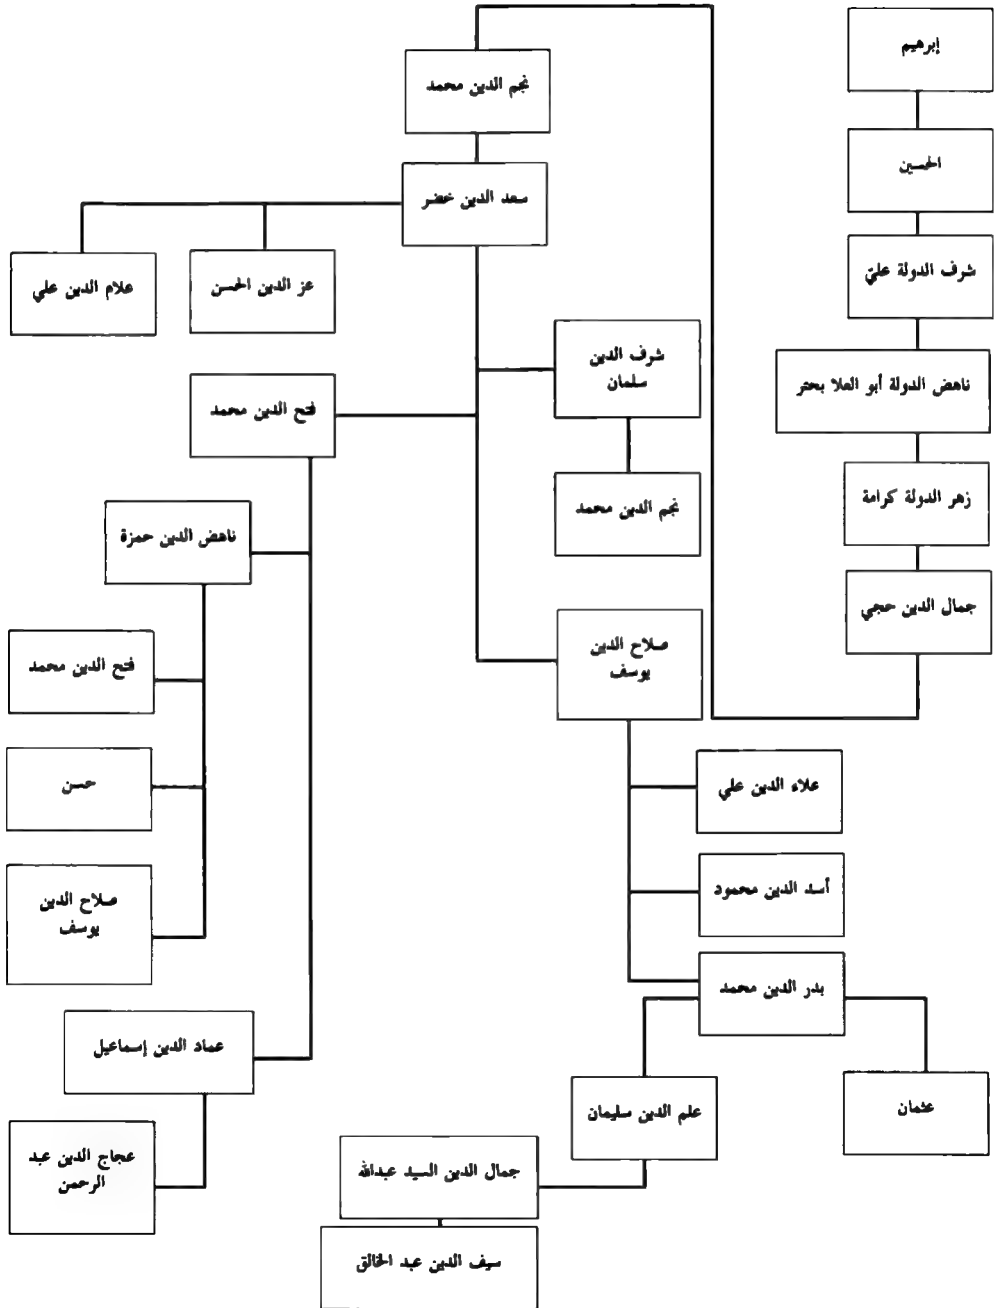 إبرهيم
الحسين
شرف الدولة عليّ
ناهض الدولة أبو العلا بحتر
زهر الدولة كرامة
جمال الدين حجي
نجم الدين محمد
سعد الدين خضر
عز الدين الحسن
علام الدين علي
شرف الدين
سلمان
نجم الدين محمد
فتح الدين محمد
ناهض الدين حمزة
فتح الدين محمد
حسن
صلاح الدين
يوسف
عماد الدين إسماعيل
عجاج الدين عبد
الرحمن
صلاح الدين
يوسف
علاء الدين علي
أسد الدين محمود
بدر الدين محمد
عثمان
علم الدين سليمان
جمال الدين السيد عبدالله
سيف الدين عبد الخالق